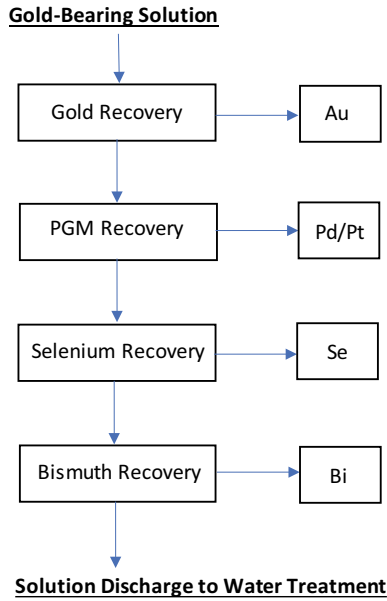 Gold-Bearing Solution
Gold Recovery
Au
PGM Recovery
Pd/Pt
Selenium Recovery
Se
Bismuth Recovery
Bi
Solution Discharge to Water Treatment